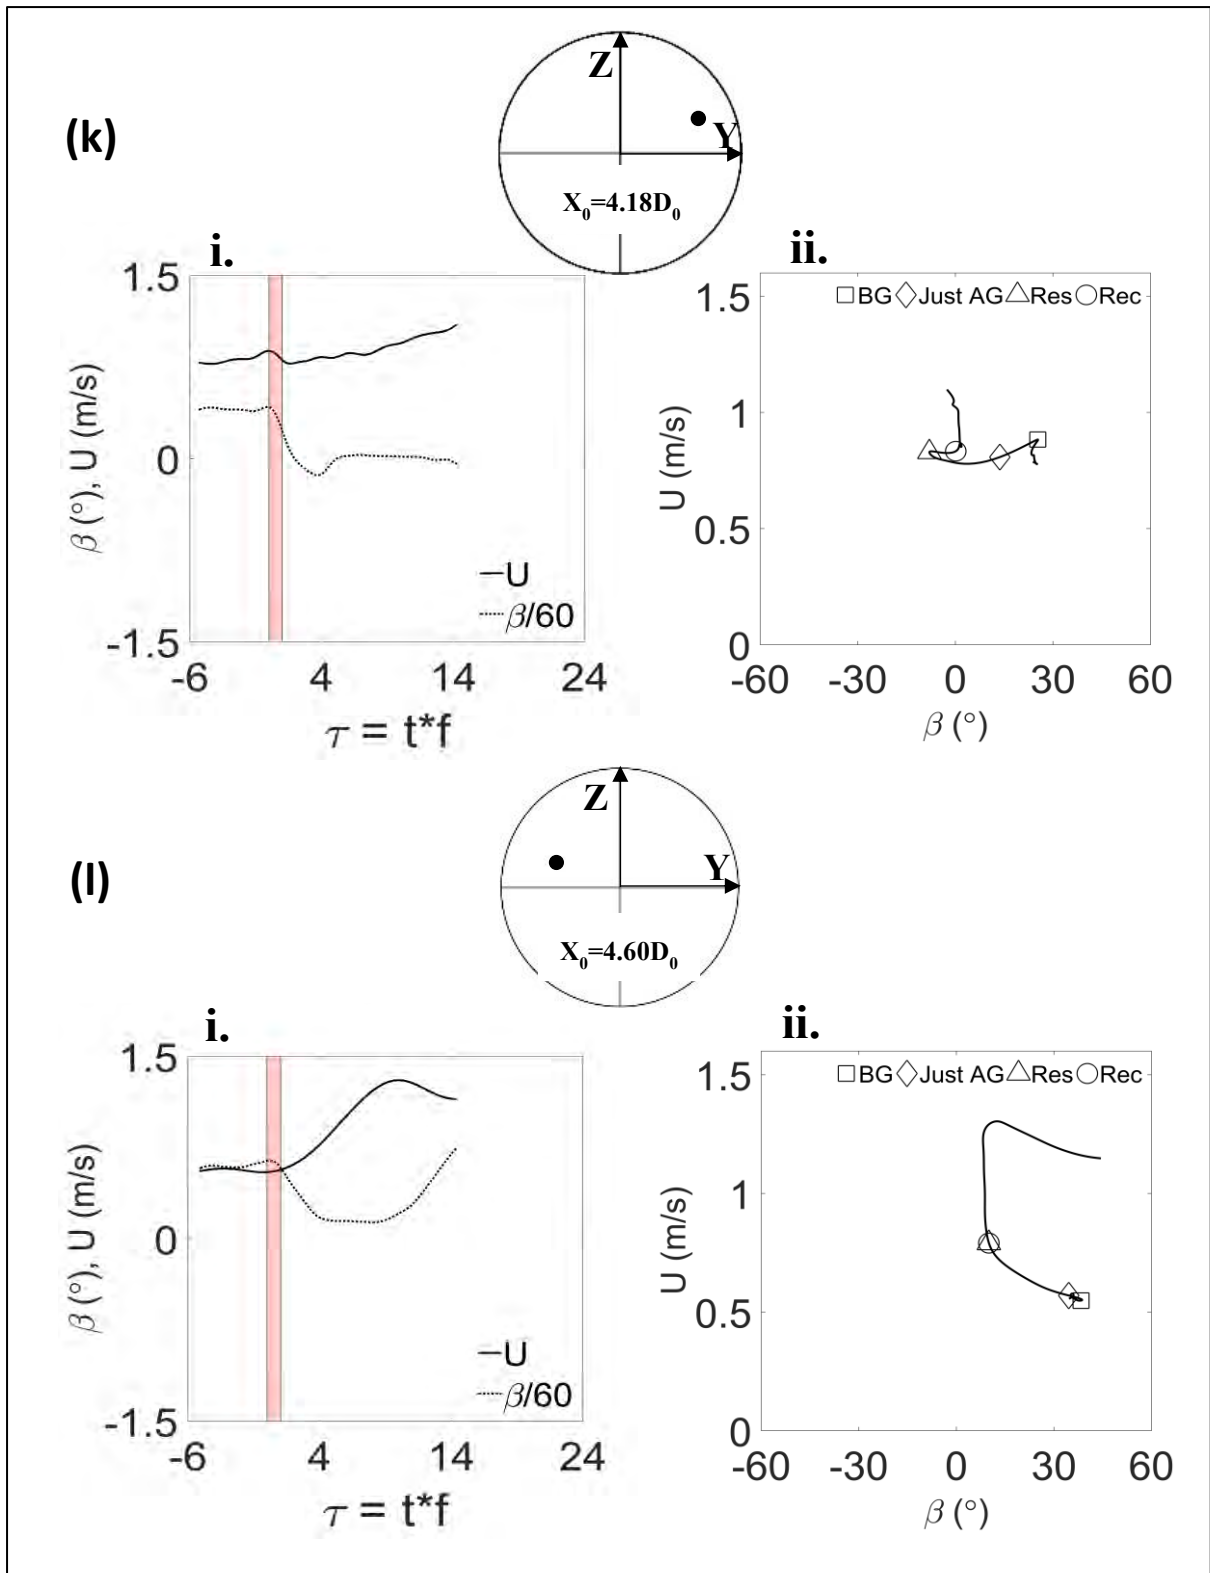 (k)
Z
Y
X₀=4.18D₀
i.
1.5
0
-1.5
β (°), U (m/s)
U
β/60
-6 4 14 24
τ = t*f
ii.
BG Just AG Res Rec
1.5
1
0.5
0
U (m/s)
-60 -30 0 30 60
β (°)
(l)
Z
Y
X₀=4.60D₀
i.
1.5
0
-1.5
β (°), U (m/s)
U
β/60
-6 4 14 24
τ = t*f
ii.
BG Just AG Res Rec
1.5
1
0.5
0
U (m/s)
-60 -30 0 30 60
β (°)